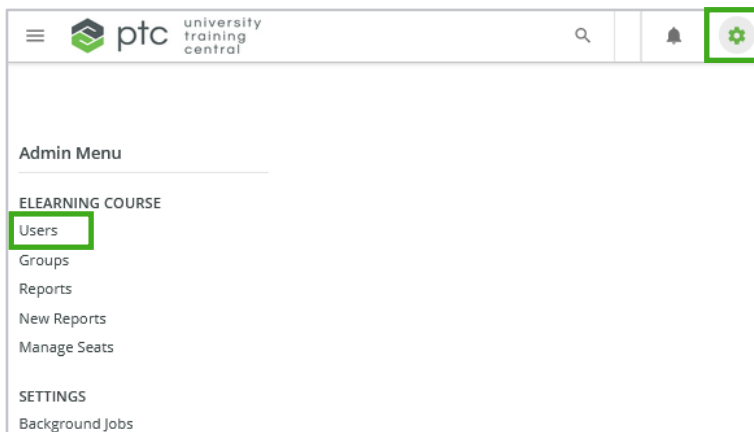 ptc university
training
central
Admin Menu
ELEARNING COURSE
Users
Groups
Reports
New Reports
Manage Seats
SETTINGS
Background Jobs